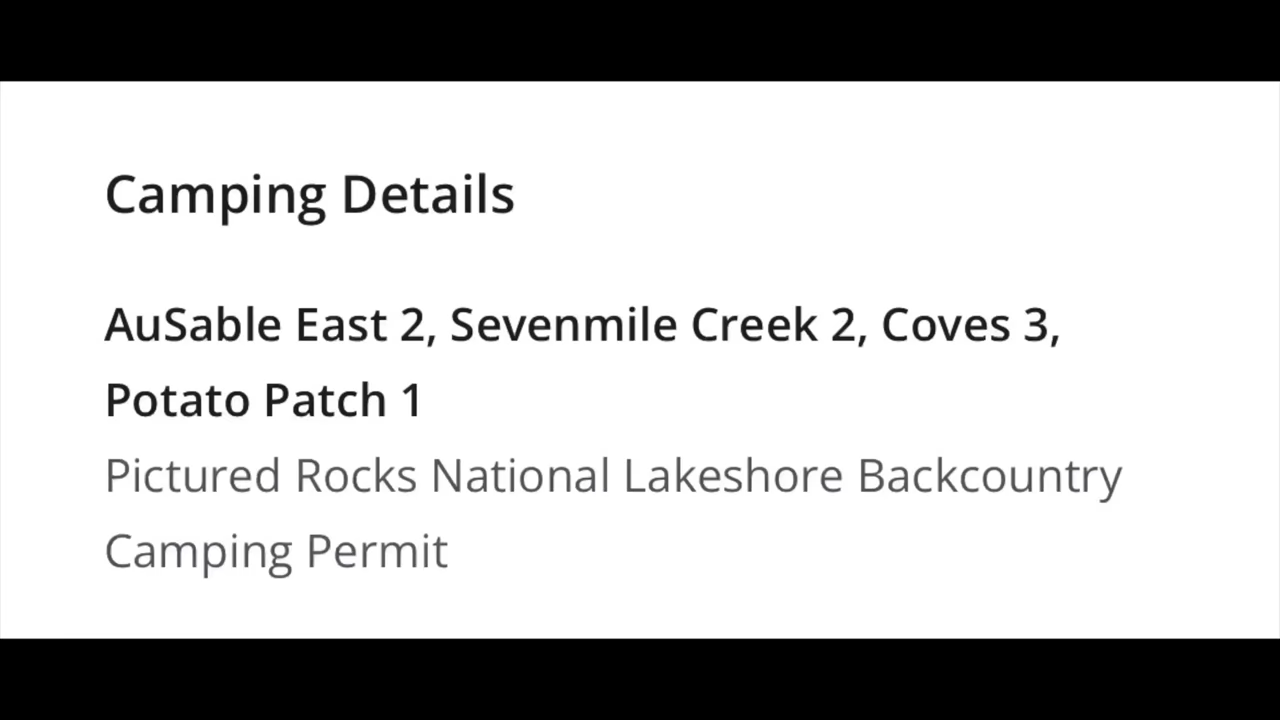 Camping Details
AuSable East 2, Sevenmile Creek 2, Coves 3,
Potato Patch 1
Pictured Rocks National Lakeshore Backcountry
Camping Permit